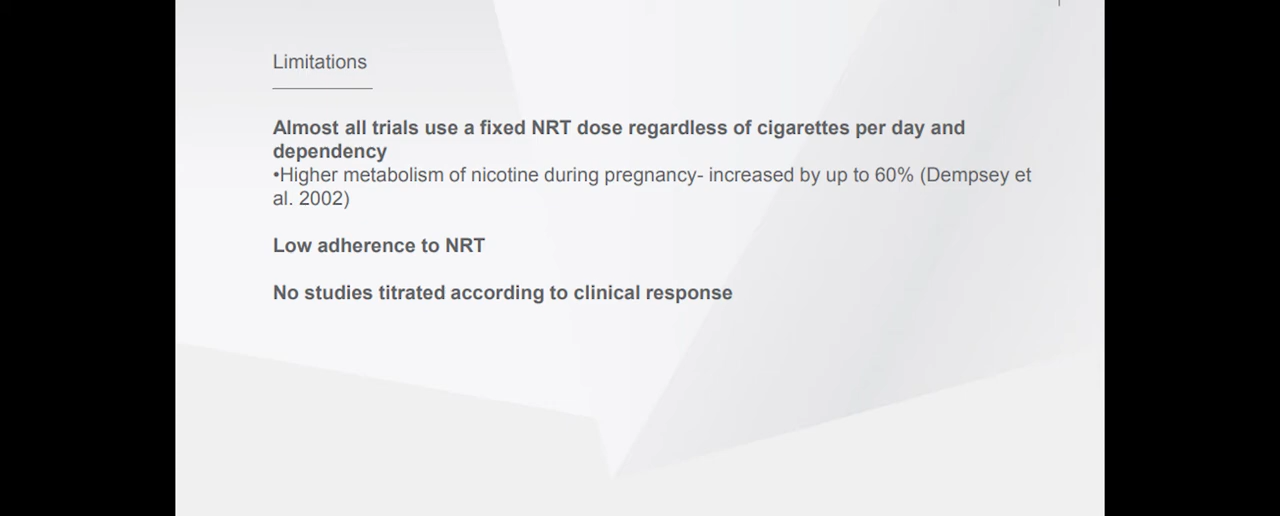 Limitations
Almost all trials use a fixed NRT dose regardless of cigarettes per day and
dependency
•Higher metabolism of nicotine during pregnancy- increased by up to 60% (Dempsey et
al. 2002)
Low adherence to NRT
No studies titrated according to clinical response